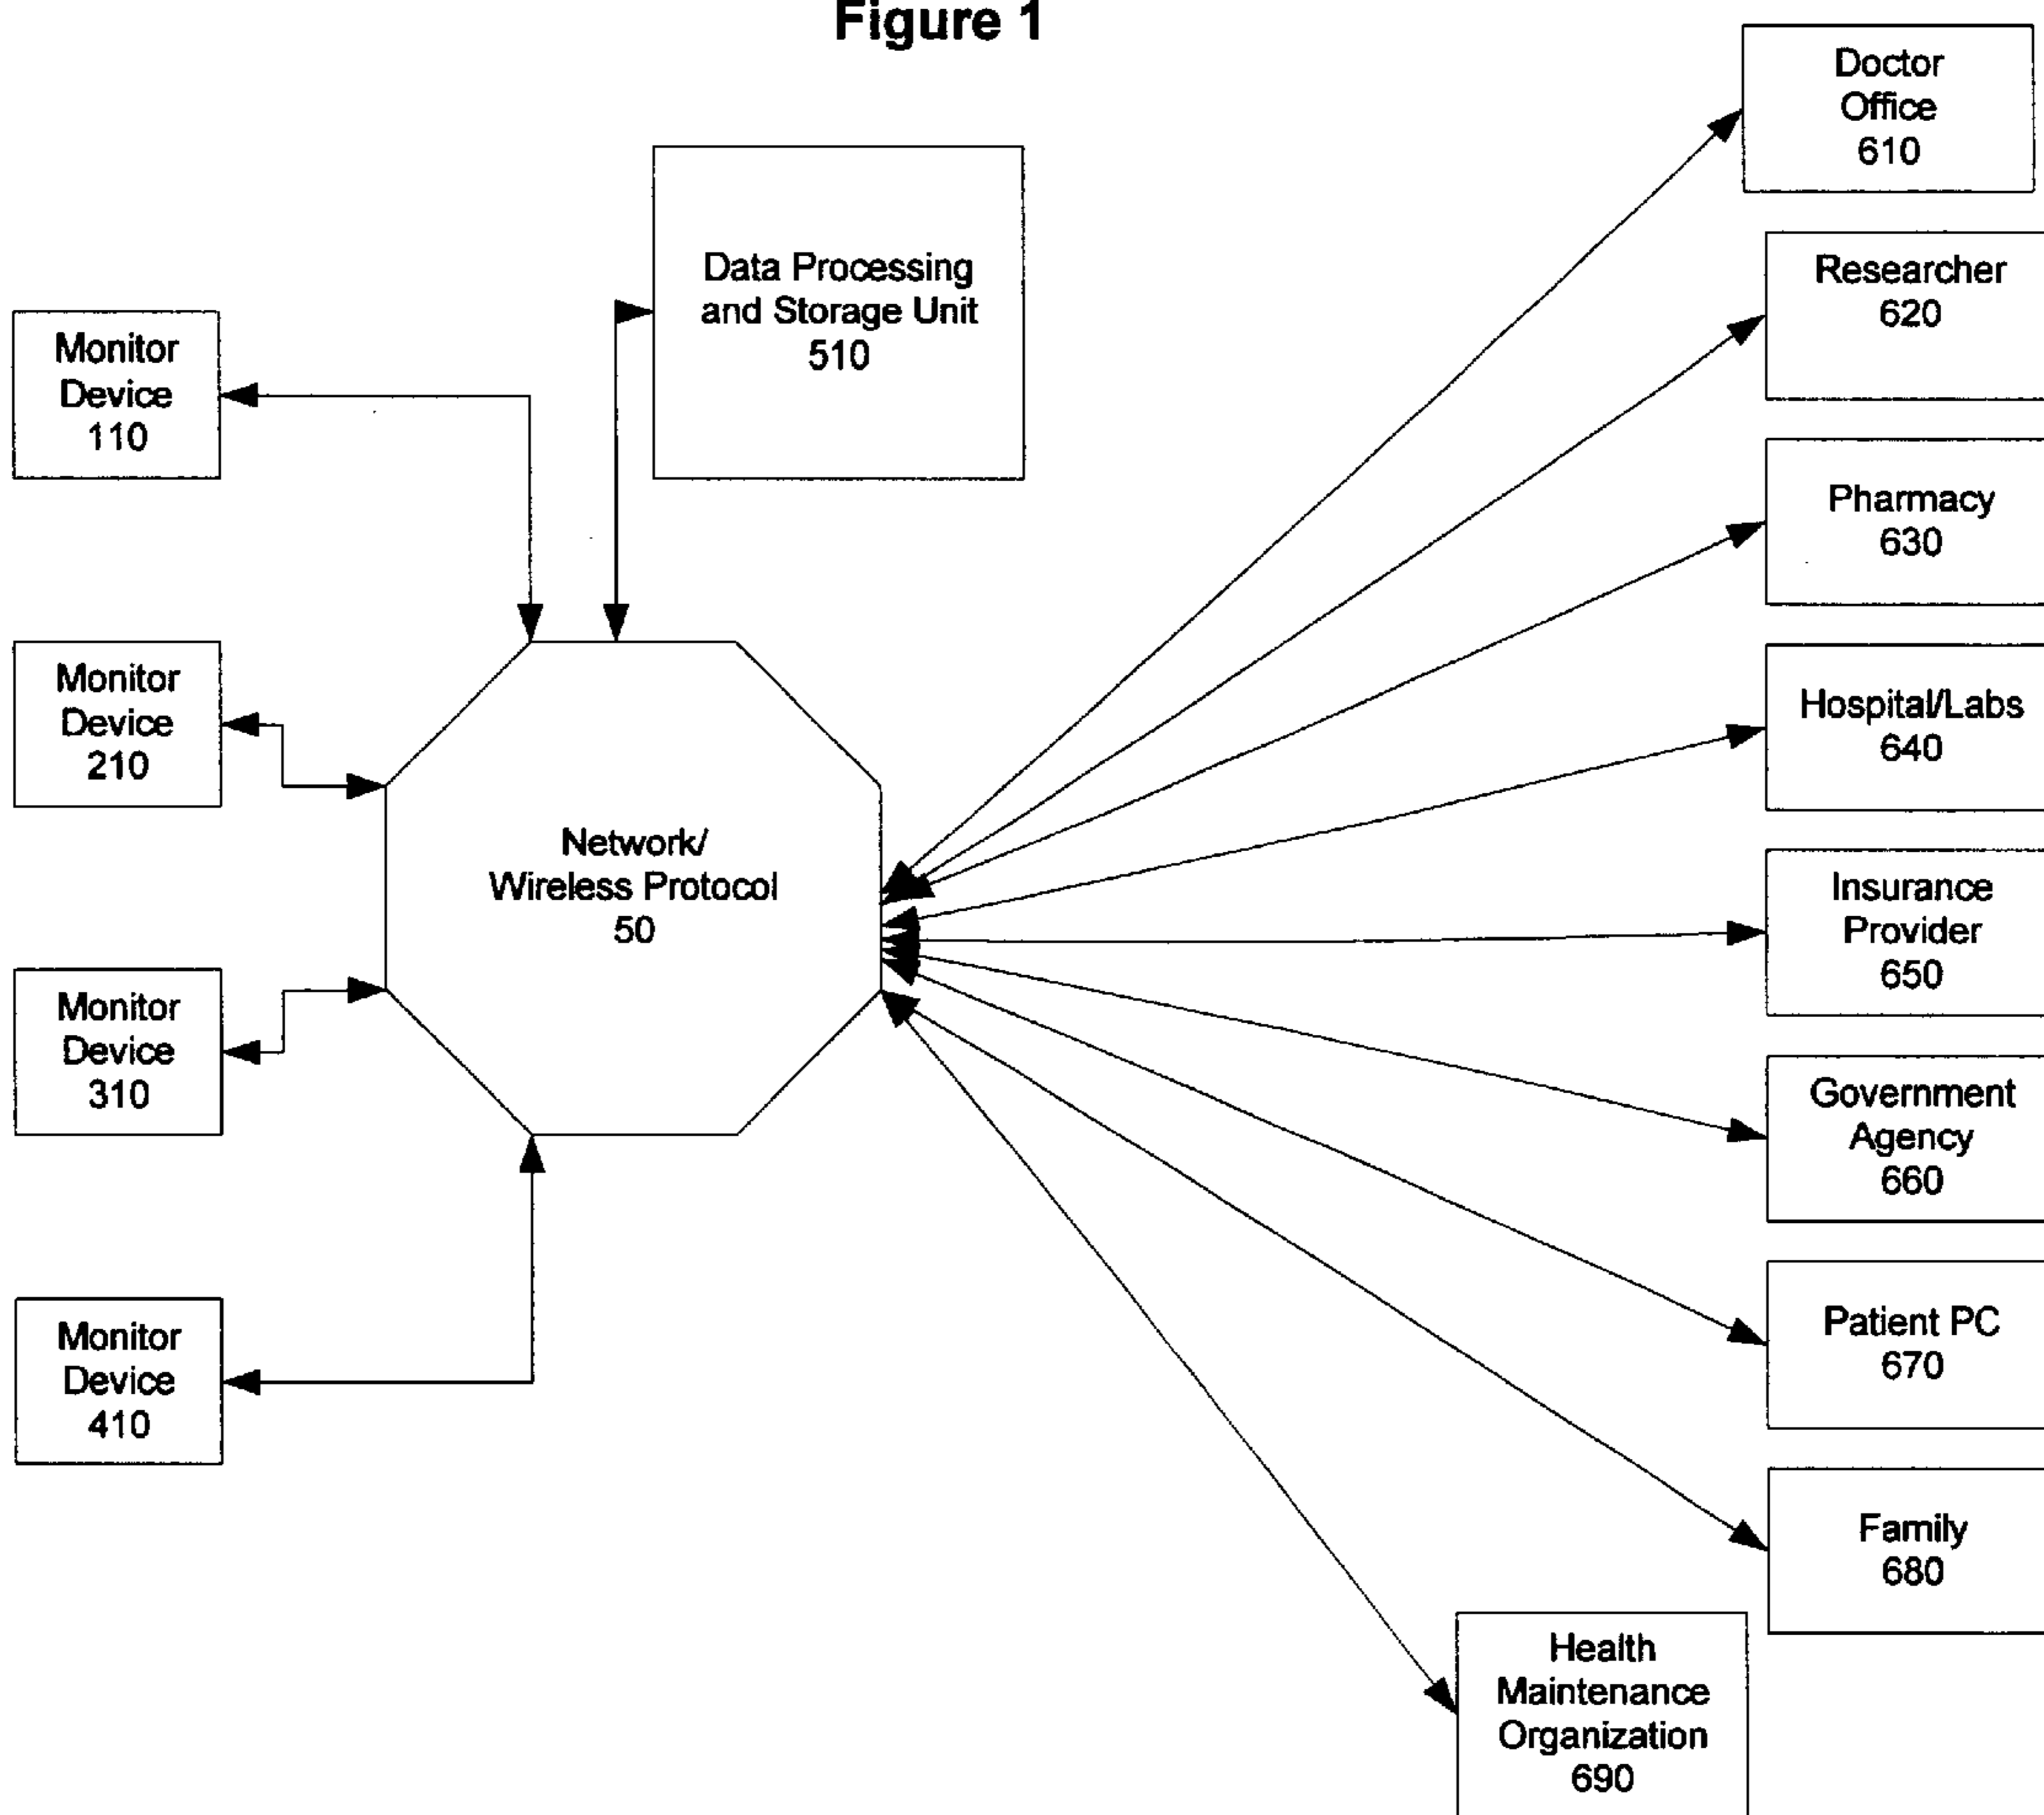 Figure 1
Doctor
Office
610
Data Processing
and Storage Unit
510
Researcher
620
Monitor
Device
110
Pharmacy
630
Monitor
Device
210
Hospital/Labs
640
Network/
Wireless Protocol
50
Insurance
Provider
650
Monitor
Device
310
Government
Agency
660
Monitor
Device
410
Patient PC
670
Family
680
Health
Maintenance
Organization
690